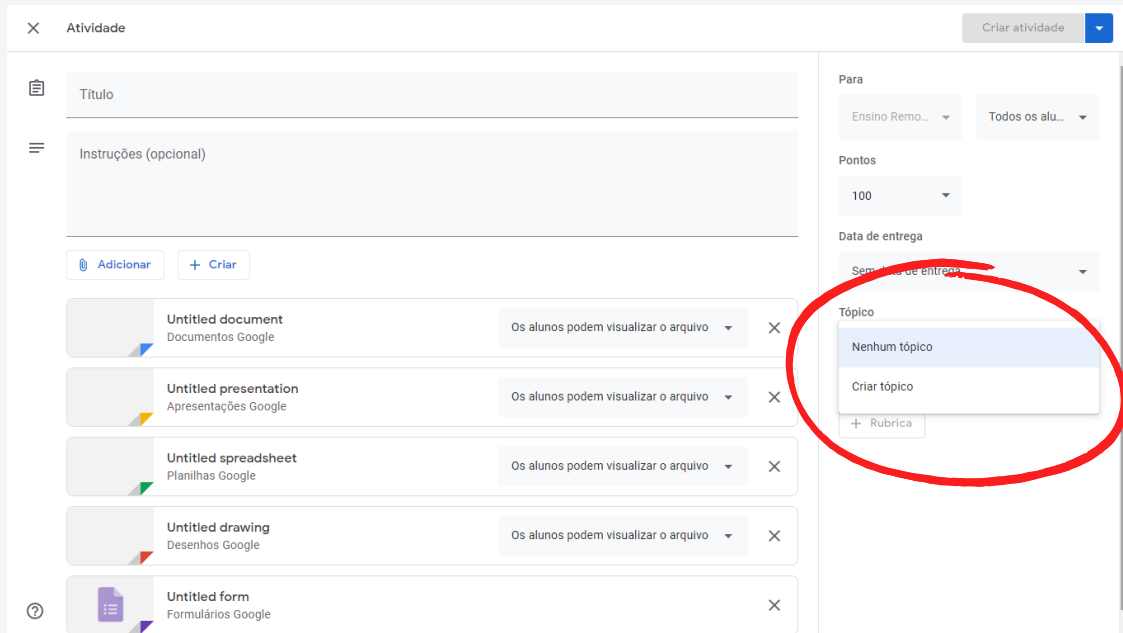 Atividade
Criar atividade
Título
Instruções (opcional)
Adicionar
Criar
Untitled document
Documentos Google
Os alunos podem visualizar o arquivo
Untitled presentation
Apresentações Google
Os alunos podem visualizar o arquivo
Untitled spreadsheet
Planilhas Google
Os alunos podem visualizar o arquivo
Untitled drawing
Desenhos Google
Os alunos podem visualizar o arquivo
Untitled form
Formulários Google
Para
Ensino Remo...
Todos os alu...
Pontos
100
Data de entrega
Sem data de entrega
Tópico
Nenhum tópico
Criar tópico
Rubrica